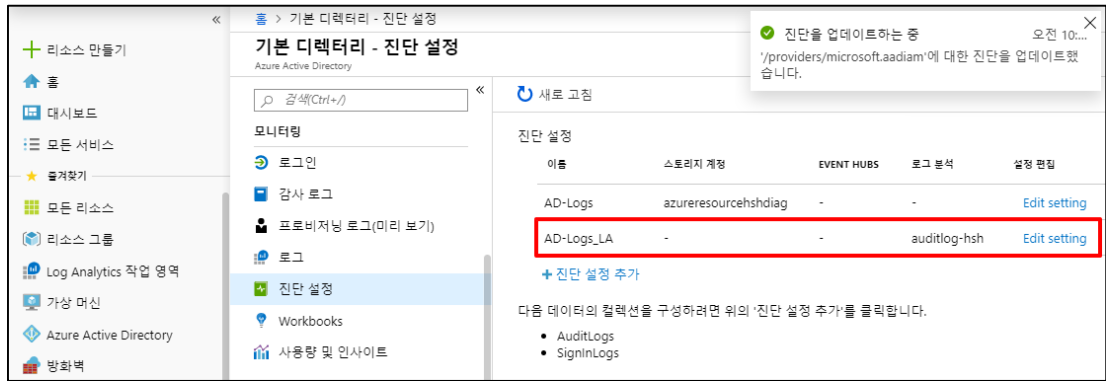 «
리소스 만들기
홈
대시보드
모든 서비스
즐겨찾기
모든 리소스
리소스 그룹
Log Analytics 작업 영역
가상 머신
Azure Active Directory
방화벽
홈 > 기본 디렉터리 - 진단 설정
기본 디렉터리 - 진단 설정
Azure Active Directory
검색(Ctrl+/)
«
모니터링
로그인
감사 로그
프로비저닝 로그(미리 보기)
로그
진단 설정
Workbooks
사용량 및 인사이트
진단을 업데이트하는 중 오전 10:...
'/providers/microsoft.aadiam'에 대한 진단을 업데이트했
습니다.
새로 고침
진단 설정
이름 스토리지 계정 EVENT HUBS 로그 분석 설정 편집
AD-Logs azureresourcehshdiag - - Edit setting
AD-Logs_LA - - auditlog-hsh Edit setting
+ 진단 설정 추가
다음 데이터의 컬렉션을 구성하려면 위의 '진단 설정 추가'를 클릭합니다.
• AuditLogs
• SignInLogs